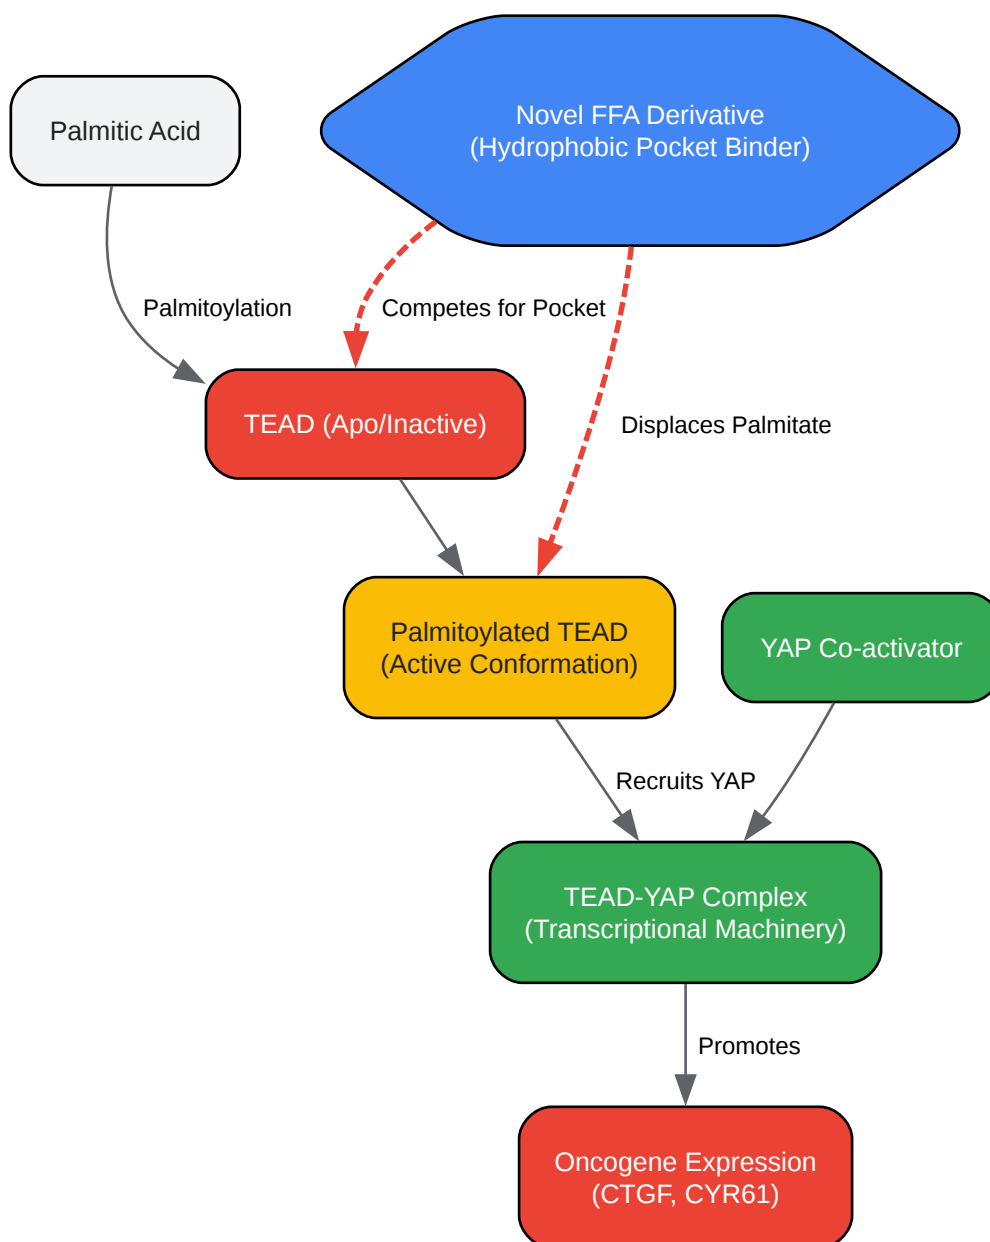 Novel FFA Derivative
(Hydrophobic Pocket Binder)
Palmitic Acid
Palmitoylation
Competes for Pocket
TEAD (Apo/Inactive)
Displaces Palmitate
Palmitoylated TEAD
(Active Conformation)
YAP Co-activator
Recruits YAP
TEAD-YAP Complex
(Transcriptional Machinery)
Promotes
Oncogene Expression
(CTGF, CYR61)